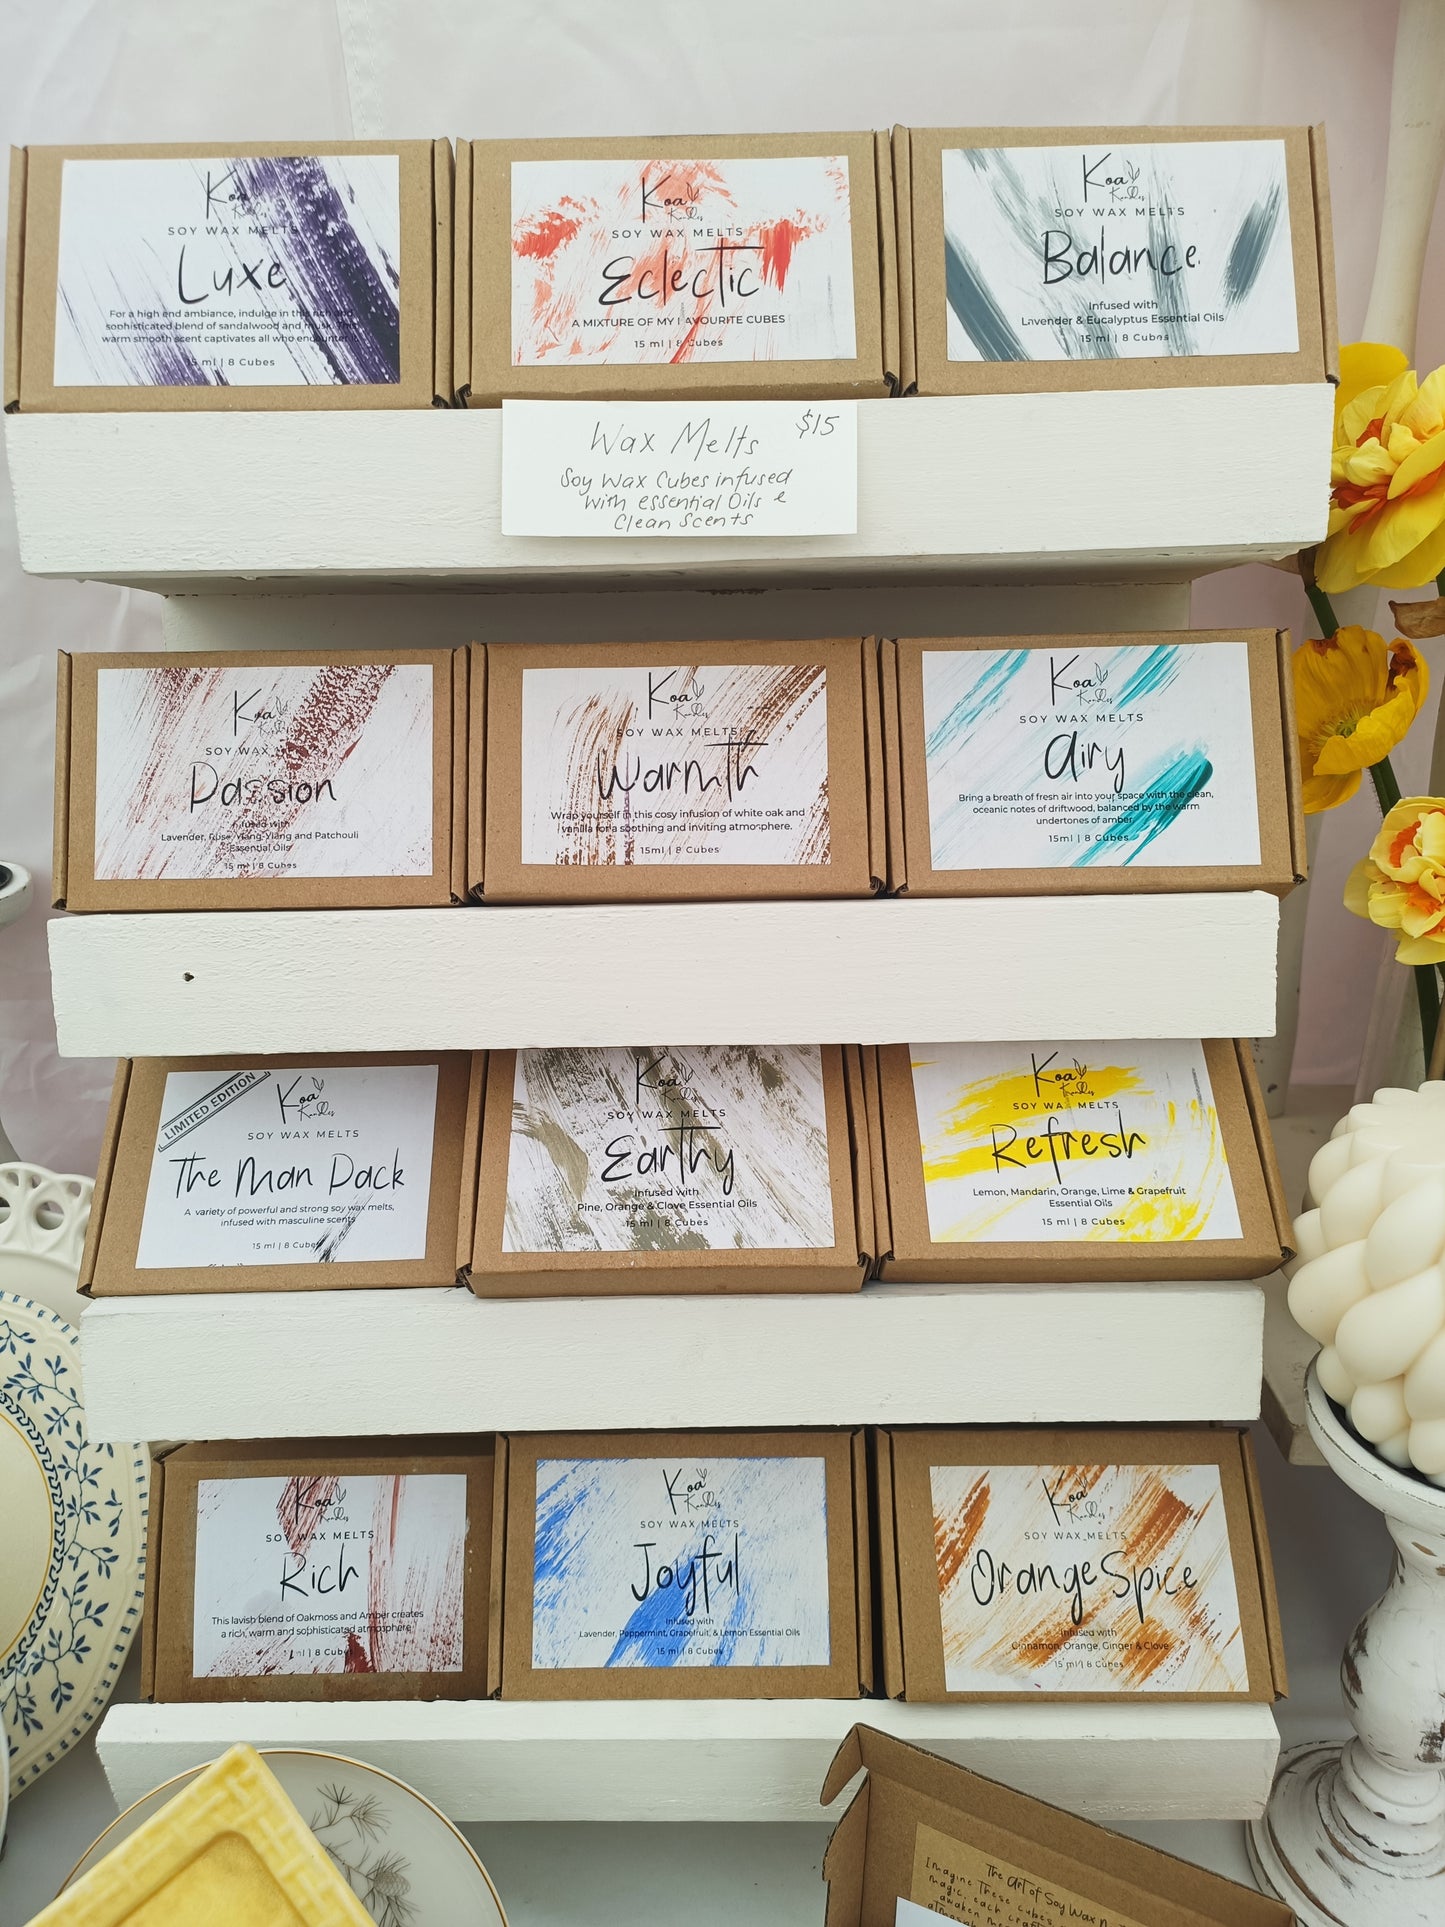 Koa
Kandles
SOY WAX MELTS
Luxe
For a high end ambiance, indulge in this rich and
sophisticated blend of sandalwood and musk. This
warm smooth scent captivates all who encounter it.
15 ml | 8 Cubes
Koa
Kandles
SOY WAX MELTS
Eclectic
A MIXTURE OF MY FAVOURITE CUBES
15 ml | 8 Cubes
Koa
Kandles
SOY WAX MELTS
Balance
Infused with
Lavender & Eucalyptus Essential Oils
15 ml | 8 Cubes
Wax Melts $15
Soy Wax Cubes infused
with essential Oils &
Clean Scents
Koa
Kandles
SOY WAX
Passion
Infused with
Lavender, Rose, Ylang-Ylang and Patchouli
Essential Oils
15 ml | 8 Cubes
Koa
Kandles
SOY WAX MELTS
Warmth
Wrap yourself in this cosy infusion of white oak and
vanilla for a soothing and inviting atmosphere.
15ml | 8 Cubes
Koa
Kandles
SOY WAX MELTS
Airy
Bring a breath of fresh air into your space with the clean,
oceanic notes of driftwood, balanced by the warm
undertones of amber
15ml | 8 Cubes
LIMITED EDITION
Koa
Kandles
SOY WAX MELTS
The Man Pack
A variety of powerful and strong soy wax melts,
infused with masculine scents
15 ml | 8 Cubes
Koa
Kandles
SOY WAX MELTS
Earthy
Infused with
Pine, Orange & Clove Essential Oils
15 ml | 8 Cubes
Koa
Kandles
SOY WAX MELTS
Refresh
Lemon, Mandarin, Orange, Lime & Grapefruit
Essential Oils
15 ml | 8 Cubes
Koa
Kandles
SOY WAX MELTS
Rich
This lavish blend of Oakmoss and Amber creates
a rich, warm and sophisticated atmosphere
15 ml | 8 Cubes
Koa
Kandles
SOY WAX MELTS
Joyful
Infused with
Lavender, Peppermint, Grapefruit, & Lemon Essential Oils
15 ml | 8 Cubes
Koa
Kandles
SOY WAX MELTS
Orange Spice
Infused with
Cinnamon, Orange, Ginger & Clove
15 ml | 8 Cubes
The Art of Soy Wax
Imagine These cubes
magic, each
awaken